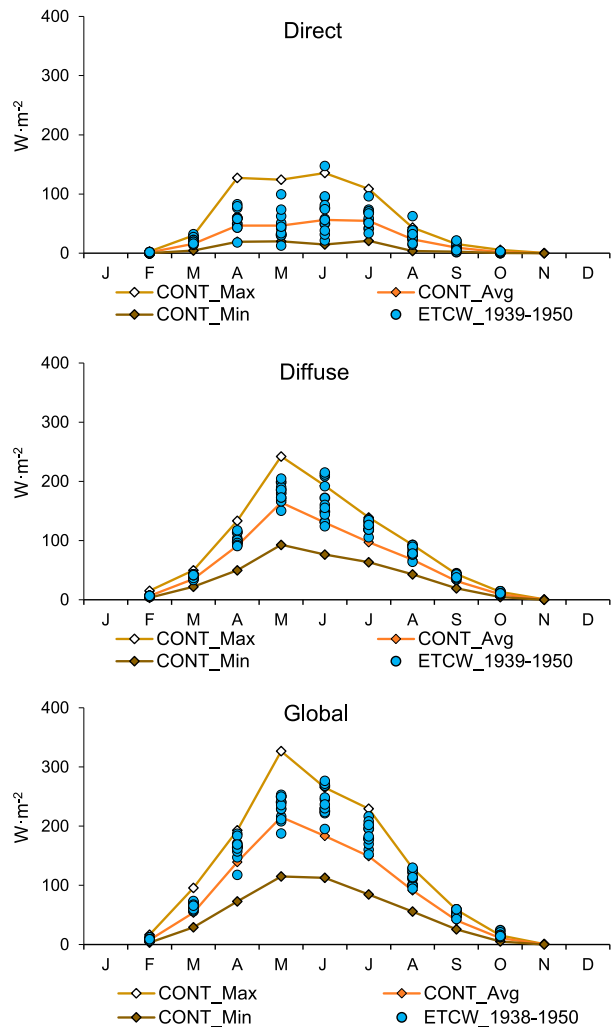 Direct
400
300
200
100
0
W·m⁻²
J F M A M J J A S O N D
CONT_Max CONT_Avg
CONT_Min ETCW_1939-1950
Diffuse
400
300
200
100
0
W·m⁻²
J F M A M J J A S O N D
CONT_Max CONT_Avg
CONT_Min ETCW_1939-1950
Global
400
300
200
100
0
W·m⁻²
J F M A M J J A S O N D
CONT_Max CONT_Avg
CONT_Min ETCW_1938-1950